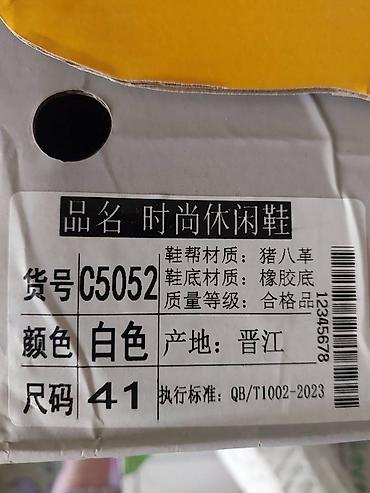 品名 时尚休闲鞋
货号 C5052
鞋帮材质：猪八革
鞋底材质：橡胶底
质量等级：合格品
颜色 白色 产地：晋江
尺码 41 执行标准：QB/T1002-2023
12345678